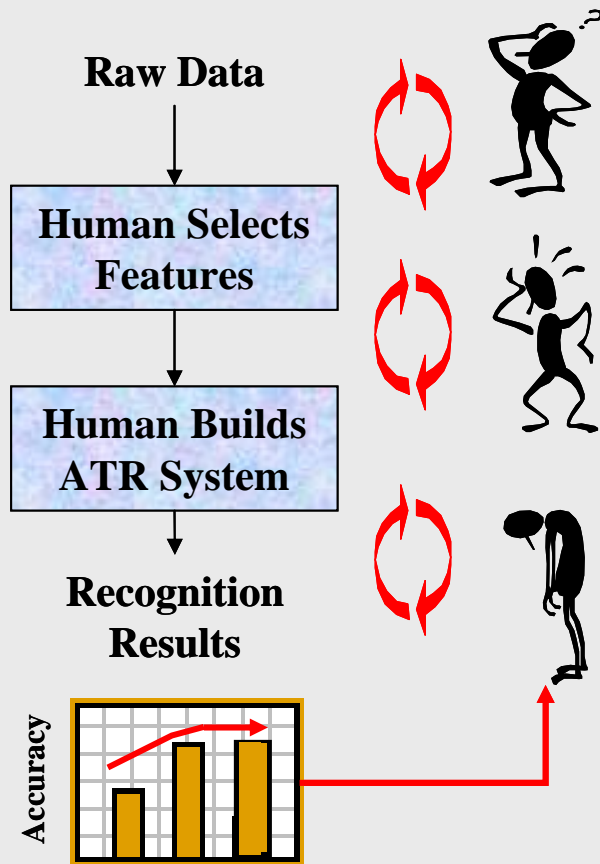 Raw Data
?
Human Selects
Features
Human Builds
ATR System
Recognition
Results
Accuracy